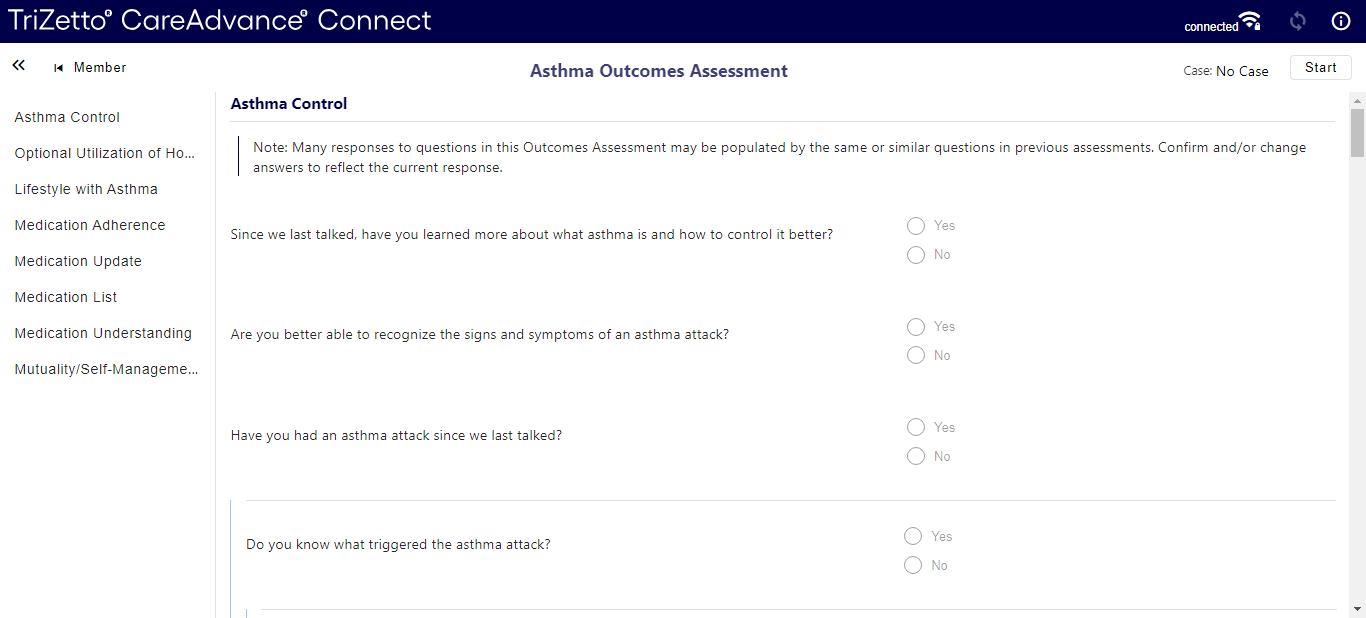 TriZetto® CareAdvance® Connect
connected
Member
Asthma Outcomes Assessment
Case: No Case
Start
Asthma Control
Optional Utilization of Ho...
Lifestyle with Asthma
Medication Adherence
Medication Update
Medication List
Medication Understanding
Mutuality/Self-Manageme...
Asthma Control
Note: Many responses to questions in this Outcomes Assessment may be populated by the same or similar questions in previous assessments. Confirm and/or change
answers to reflect the current response.
Since we last talked, have you learned more about what asthma is and how to control it better?
Yes
No
Are you better able to recognize the signs and symptoms of an asthma attack?
Yes
No
Have you had an asthma attack since we last talked?
Yes
No
Do you know what triggered the asthma attack?
Yes
No